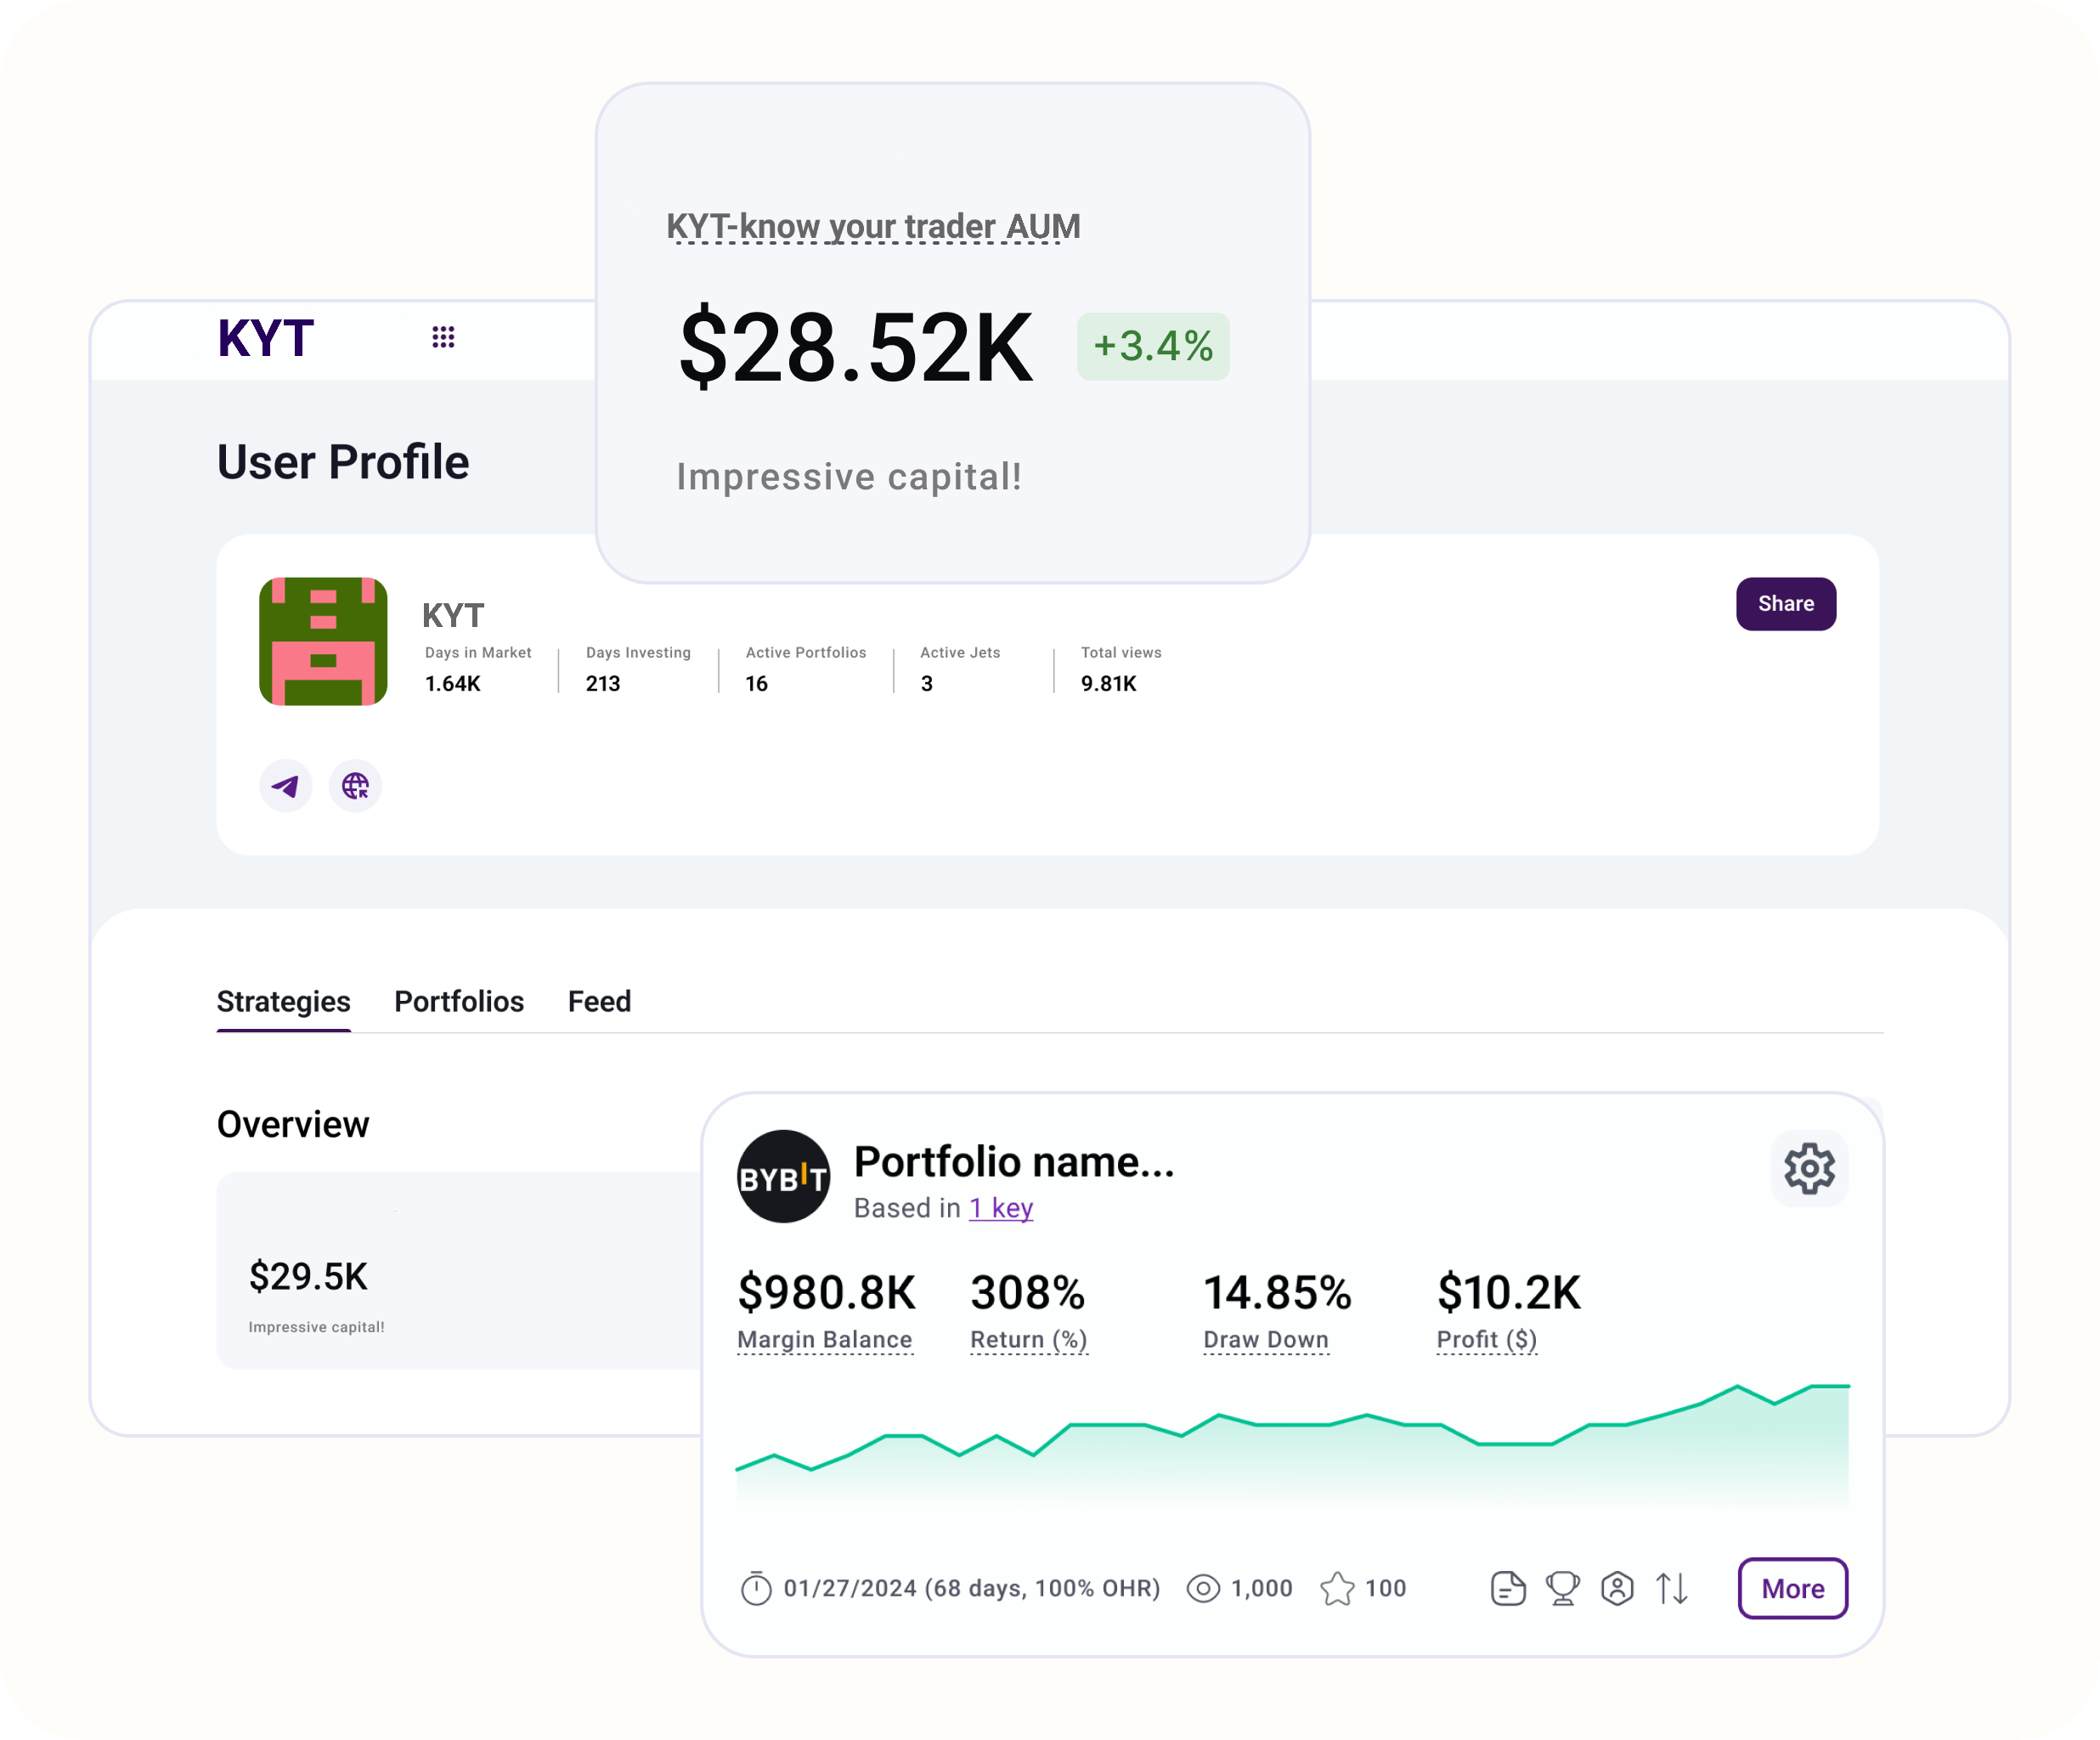 KYT-know your trader AUM
$28.52K +3.4%
Impressive capital!
KYT
User Profile
KYT
Share
Days in Market Days Investing Active Portfolios Active Jets Total views
1.64K 213 16 3 9.81K
Strategies Portfolios Feed
Overview
$29.5K
Impressive capital!
BYBIT
Portfolio name...
Based in 1 key
$980.8K 308% 14.85% $10.2K
Margin Balance Return (%) Draw Down Profit ($)
01/27/2024 (68 days, 100% OHR) 1,000 100 More